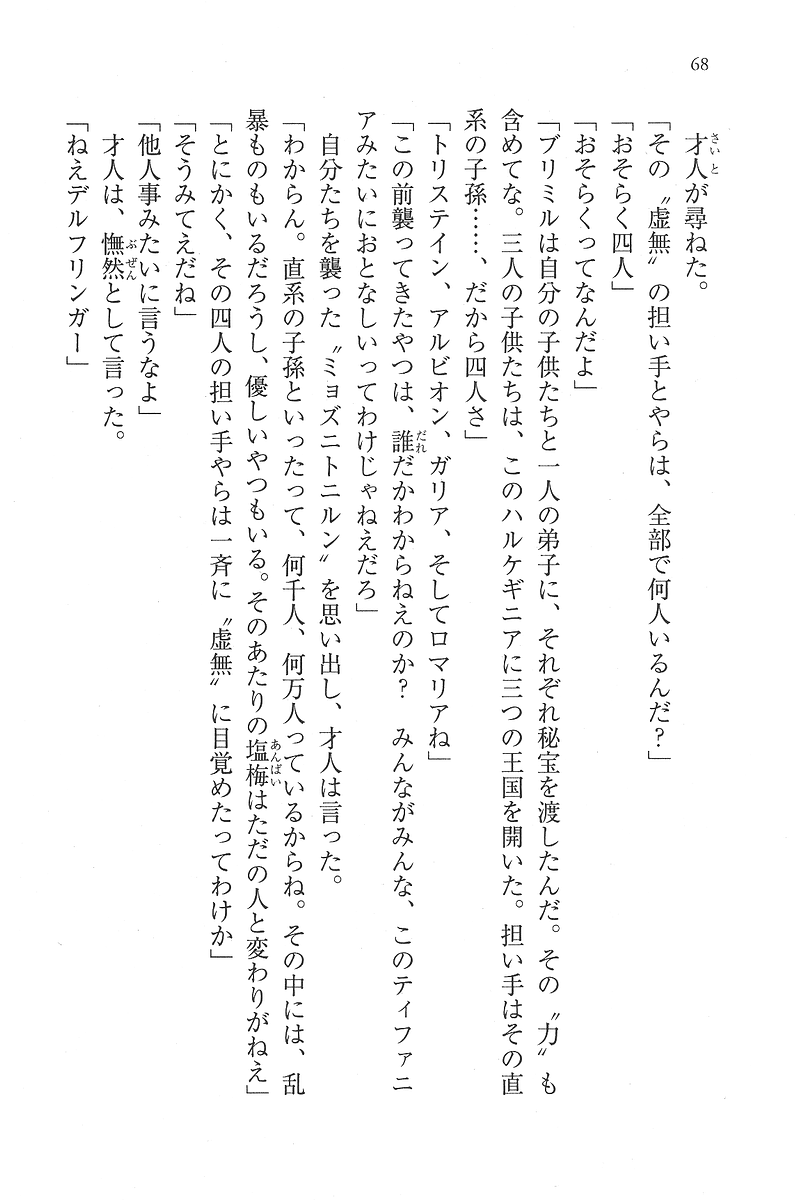 68
才人が尋ねた。
「その〝虚無〟の担い手とやらは、全部で何人いるんだ？」
「おそらく四人」
「おそらくってなんだよ」
「ブリミルは自分の子供たちと一人の弟子に、それぞれ秘宝を渡したんだ。その〝力〟も
含めてな。三人の子供たちは、このハルケギニアに三つの王国を開いた。担い手はその直
系の子孫……、だから四人さ」
「トリステイン、アルビオン、ガリア、そしてロマリアね」
「この前襲ってきたやつは、誰だかわからねえのか？　みんながみんな、このティファニ
アみたいにおとなしいってわけじゃねえだろ」
自分たちを襲った〝ミョズニトニルン〟を思い出し、才人は言った。
「わからん。直系の子孫といったって、何千人、何万人っているからね。その中には、乱
暴ものもいるだろうし、優しいやつもいる。そのあたりの塩梅はただの人と変わりがねえ」
「とにかく、その四人の担い手やらは一斉に〝虚無〟に目覚めたってわけか」
「そうみてえだね」
「他人事みたいに言うなよ」
才人は、憮然として言った。
「ねえデルフリンガー」